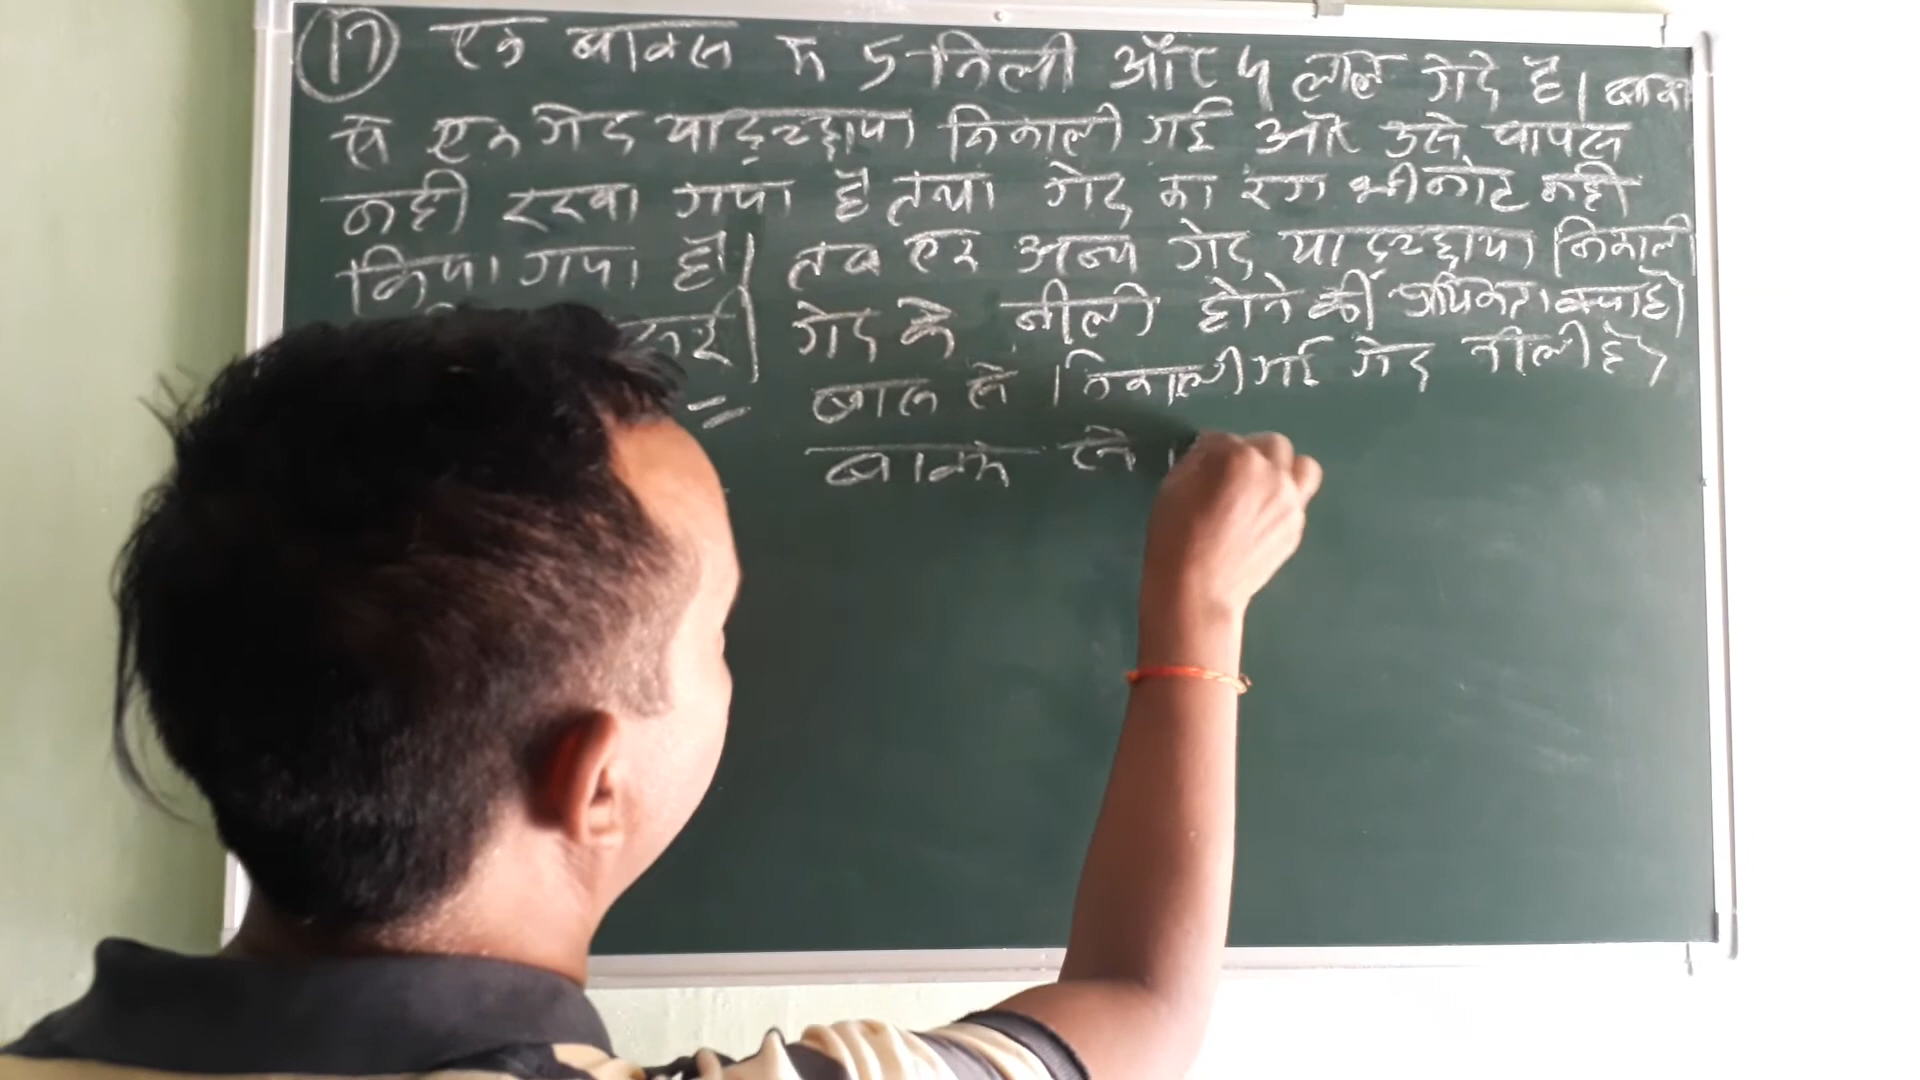 17 एक बाक्स म 5 निली और 4 लाल गेदे है। बाक्स
से एक गेद यादृच्छया निकाली गई और उसे वापस
नही रखा गया है तथा गेद का रंग भी नोट नही
किया गया हो। तब एक अन्य गेद यादृच्छया निकाली
गेद के नीली होने की प्रायिकता क्या हो
= बाक्स से निकाली गई गेद नीली है
बाक्स से